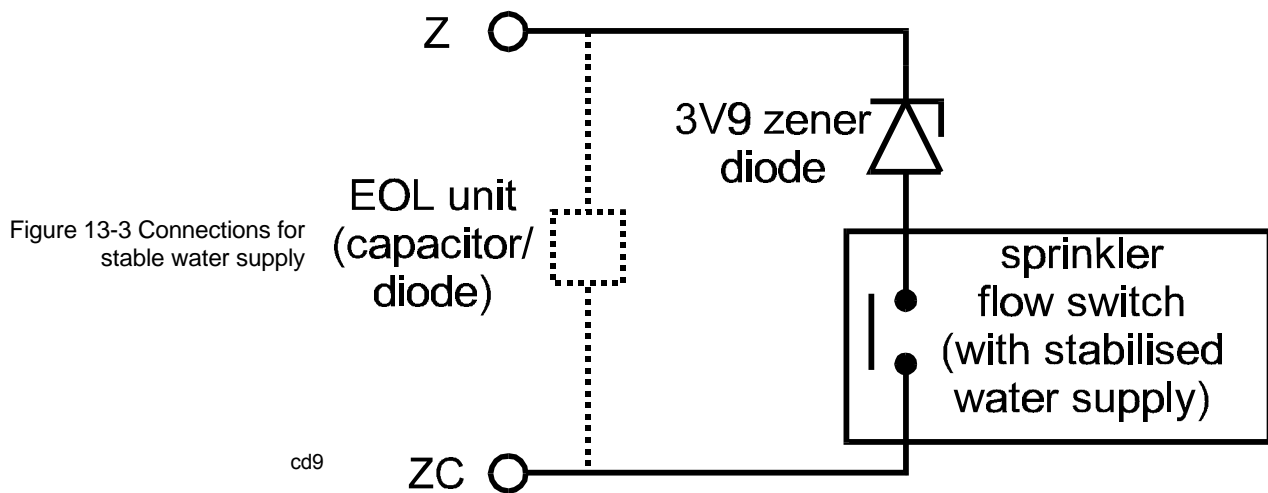 Z
3V9 zener
diode
EOL unit
(capacitor/
diode)
Figure 13-3 Connections for
stable water supply
sprinkler
flow switch
(with stabilised
water supply)
cd9
ZC